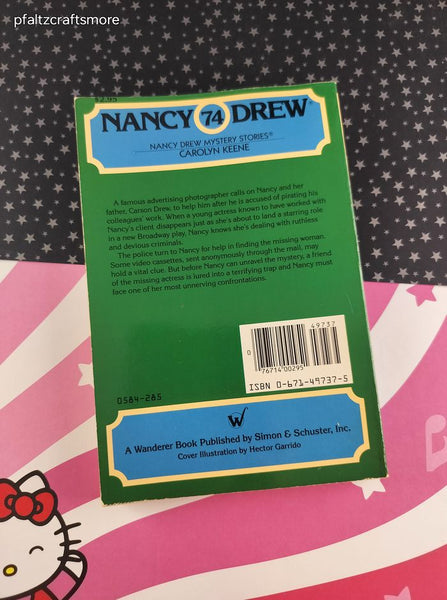 pfaltzcraftsmore
$2.95
NANCY 74 DREW®
NANCY DREW MYSTERY STORIES®
CAROLYN KEENE
A famous advertising photographer calls on Nancy and her
father, Carson Drew, to help him after he is accused of pirating his
colleagues' work. When a young actress known to have worked with
Nancy's client disappears just as she's about to land a starring role
in a new Broadway play, Nancy knows she's dealing with ruthless
and devious criminals.
The police turn to Nancy for help in finding the missing woman.
Some video cassettes, sent anonymously through the mail, may
hold a vital clue. But before Nancy can unravel the mystery, a friend
of the missing actress is lured into a terrifying trap and Nancy must
face one of her most unnerving confrontations.
49737
0
76714 00295
ISBN 0-671-49737-5
0584-285
W
A Wanderer Book Published by Simon & Schuster, Inc.
Cover Illustration by Hector Garrido